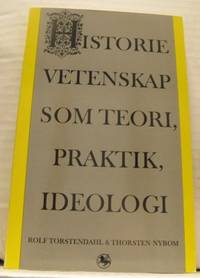 HISTORIE
VETENSKAP
SOM TEORI,
PRAKTIK,
IDEOLOGI
ROLF TORSTENDAHL & THORSTEN NYBOM